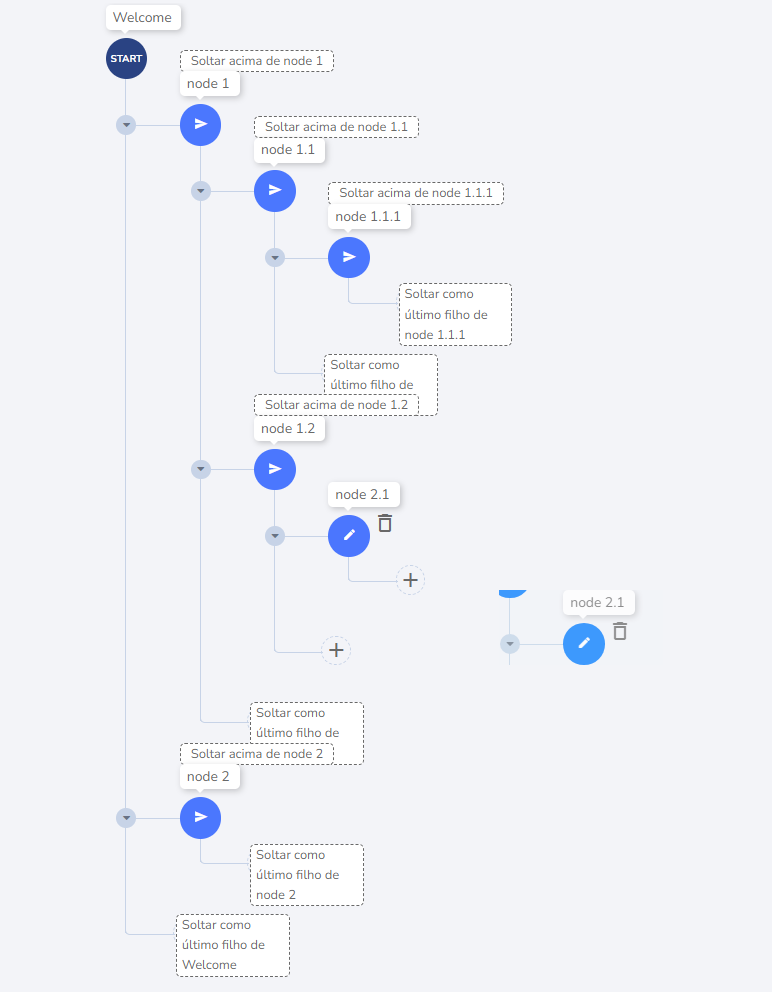 Welcome
START
Soltar acima de node 1
node 1
Soltar acima de node 1.1
node 1.1
Soltar acima de node 1.1.1
node 1.1.1
Soltar como
último filho de
node 1.1.1
Soltar como
último filho de
Soltar acima de node 1.2
node 1.2
node 2.1
node 2.1
Soltar como
último filho de
Soltar acima de node 2
node 2
Soltar como
último filho de
node 2
Soltar como
último filho de
Welcome